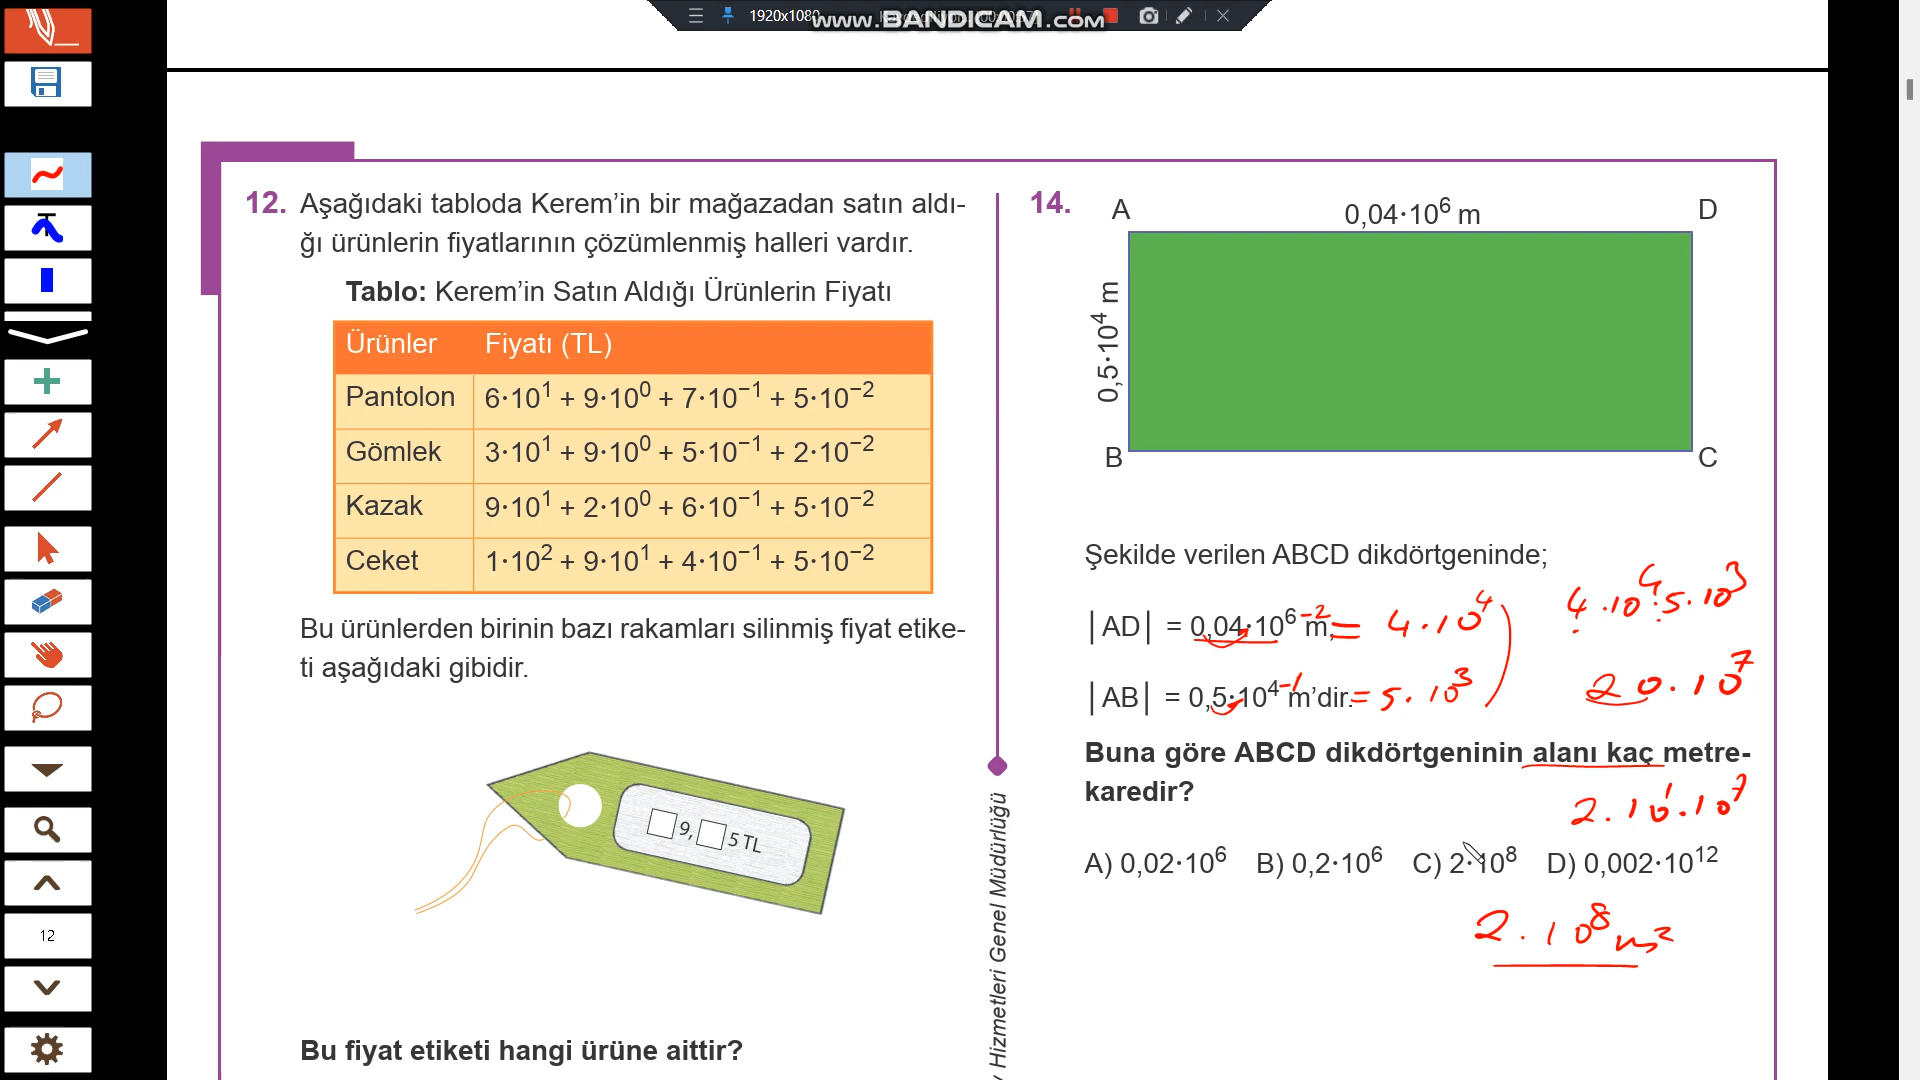 1920x1080
www.BANDICAM.com
12. Aşağıdaki tabloda Kerem’in bir mağazadan satın aldı-
ğı ürünlerin fiyatlarının çözümlenmiş halleri vardır.
Tablo: Kerem’in Satın Aldığı Ürünlerin Fiyatı
Ürünler Fiyatı (TL)
Pantolon 6·10¹ + 9·10⁰ + 7·10⁻¹ + 5·10⁻²
Gömlek 3·10¹ + 9·10⁰ + 5·10⁻¹ + 2·10⁻²
Kazak 9·10¹ + 2·10⁰ + 6·10⁻¹ + 5·10⁻²
Ceket 1·10² + 9·10¹ + 4·10⁻¹ + 5·10⁻²
Bu ürünlerden birinin bazı rakamları silinmiş fiyat etike-
ti aşağıdaki gibidir.
□9,□5 TL
Bu fiyat etiketi hangi ürüne aittir?
Hizmetleri Genel Müdürlüğü
14. A 0,04·10⁶ m D
0,5·10⁴ m
B C
Şekilde verilen ABCD dikdörtgeninde;
|AD| = 0,04·10⁶⁻² m, = 4·10⁴
|AB| = 0,5·10⁴⁻¹ m’dir. = 5·10³
4·10⁴·5·10³
20·10⁷
Buna göre ABCD dikdörtgeninin alanı kaç metre-
karedir?
2·10¹·10⁷
A) 0,02·10⁶ B) 0,2·10⁶ C) 2·10⁸ D) 0,002·10¹²
2·10⁸ m²
12